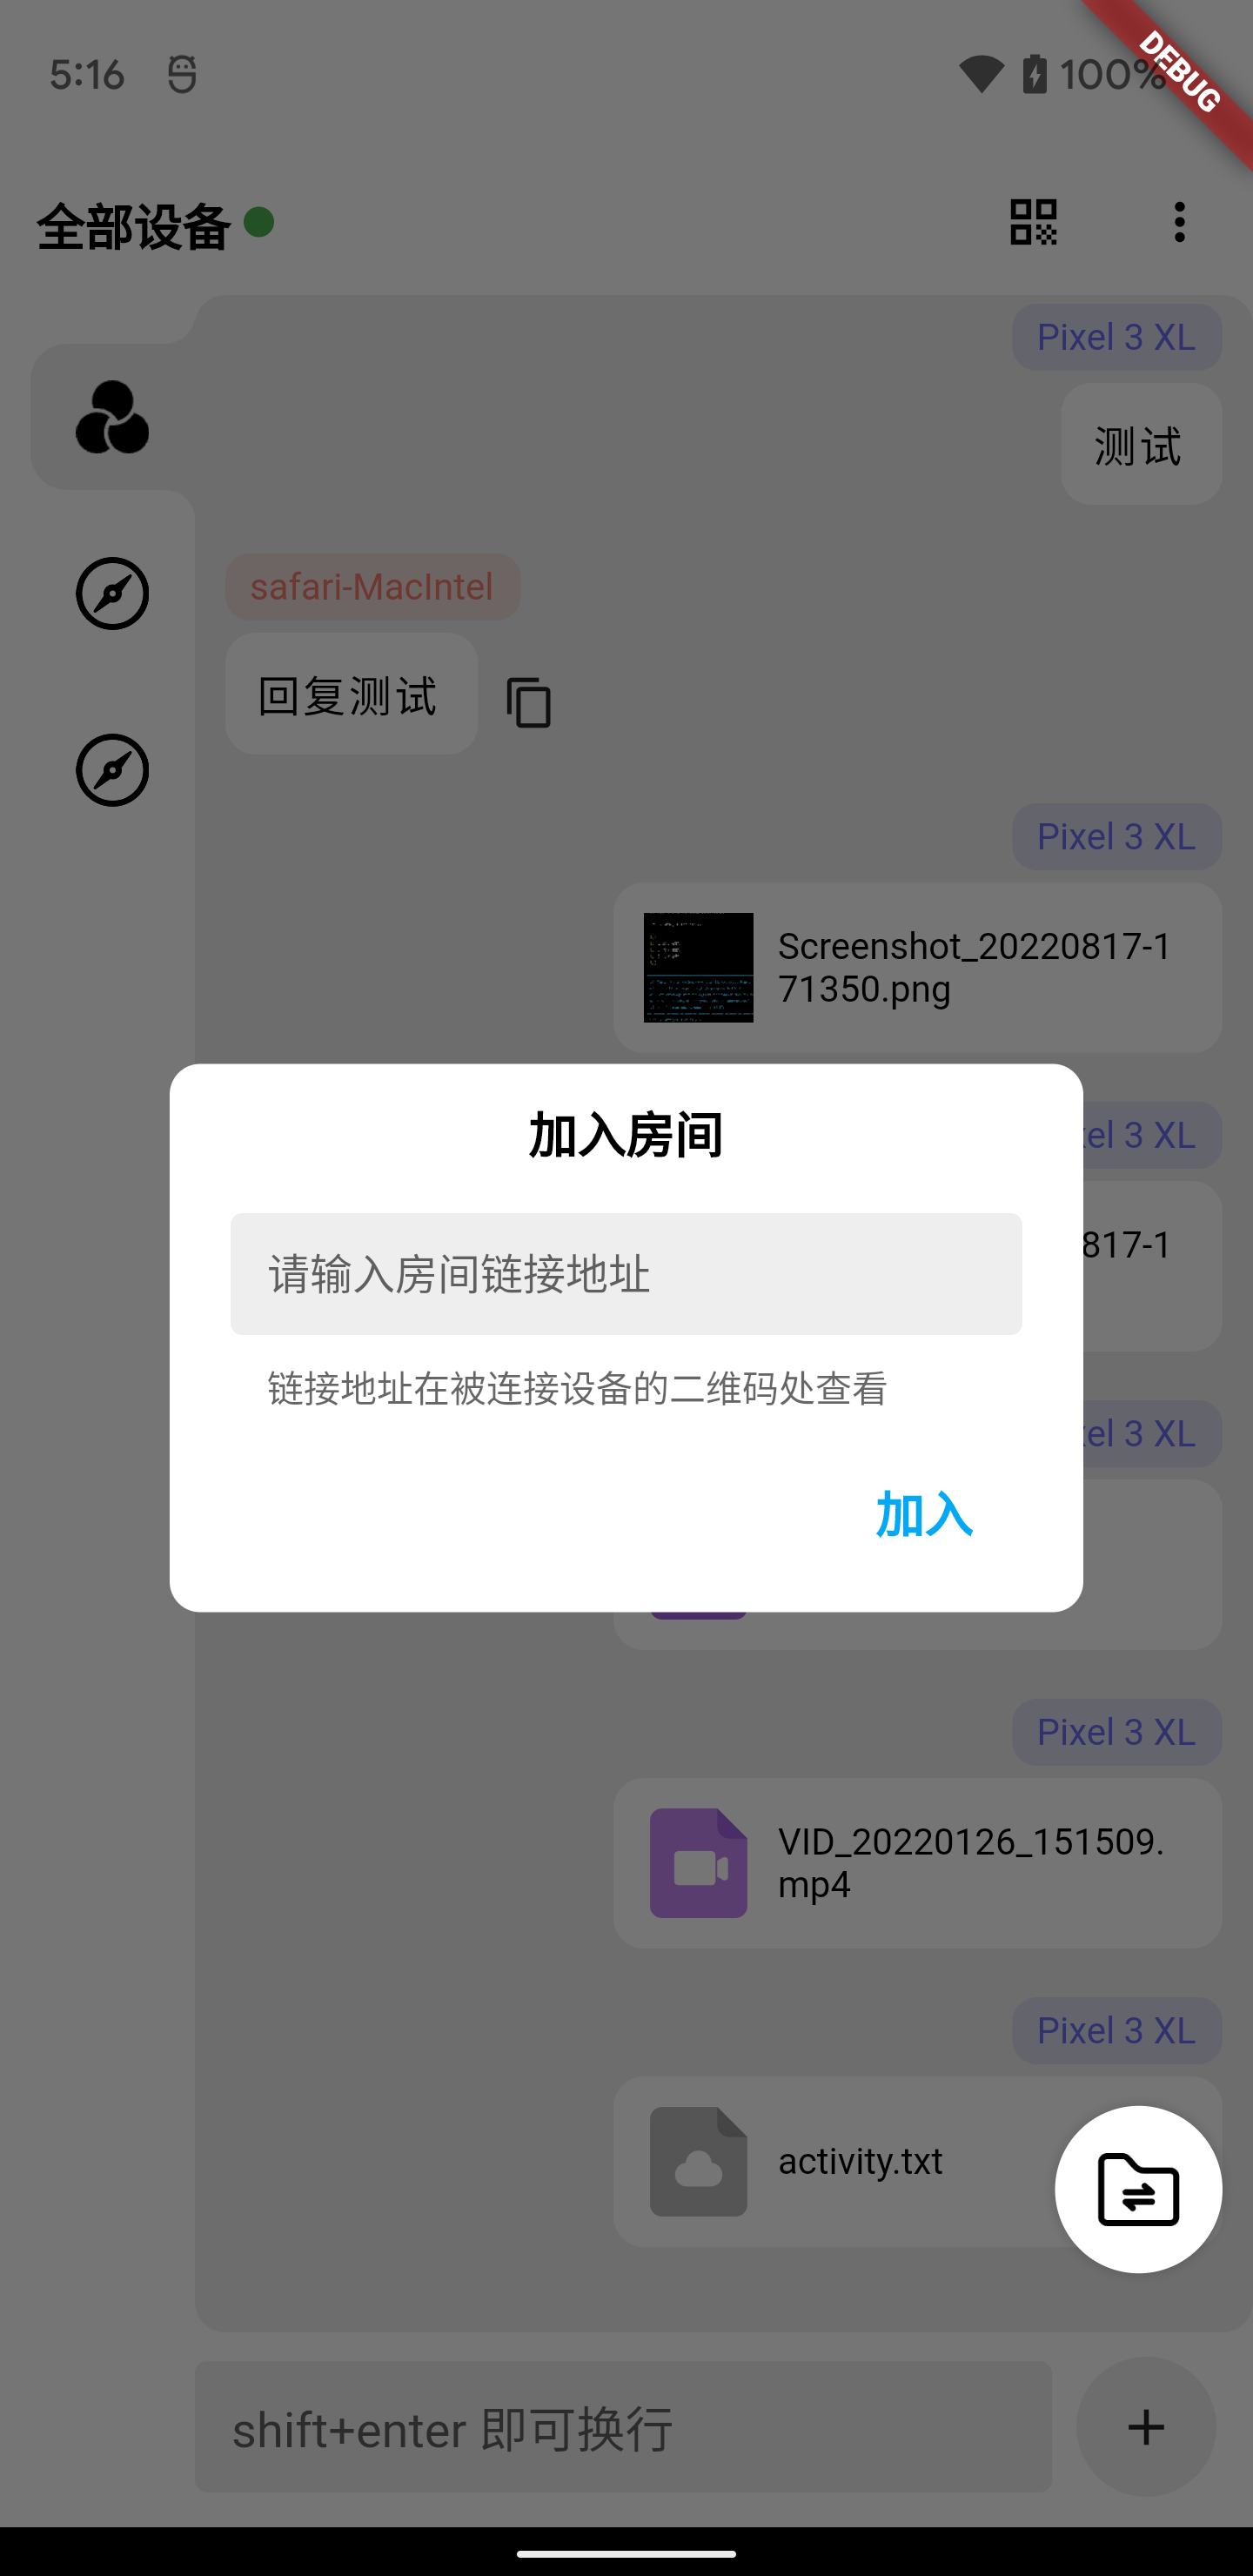 5:16
100%
DEBUG
全部设备
Pixel 3 XL
测试
safari-MacIntel
回复测试
Pixel 3 XL
Screenshot_20220817-1
71350.png
el 3 XL
加入房间
817-1
请输入房间链接地址
链接地址在被连接设备的二维码处查看
el 3 XL
加入
Pixel 3 XL
VID_20220126_151509.
mp4
Pixel 3 XL
activity.txt
shift+enter 即可换行